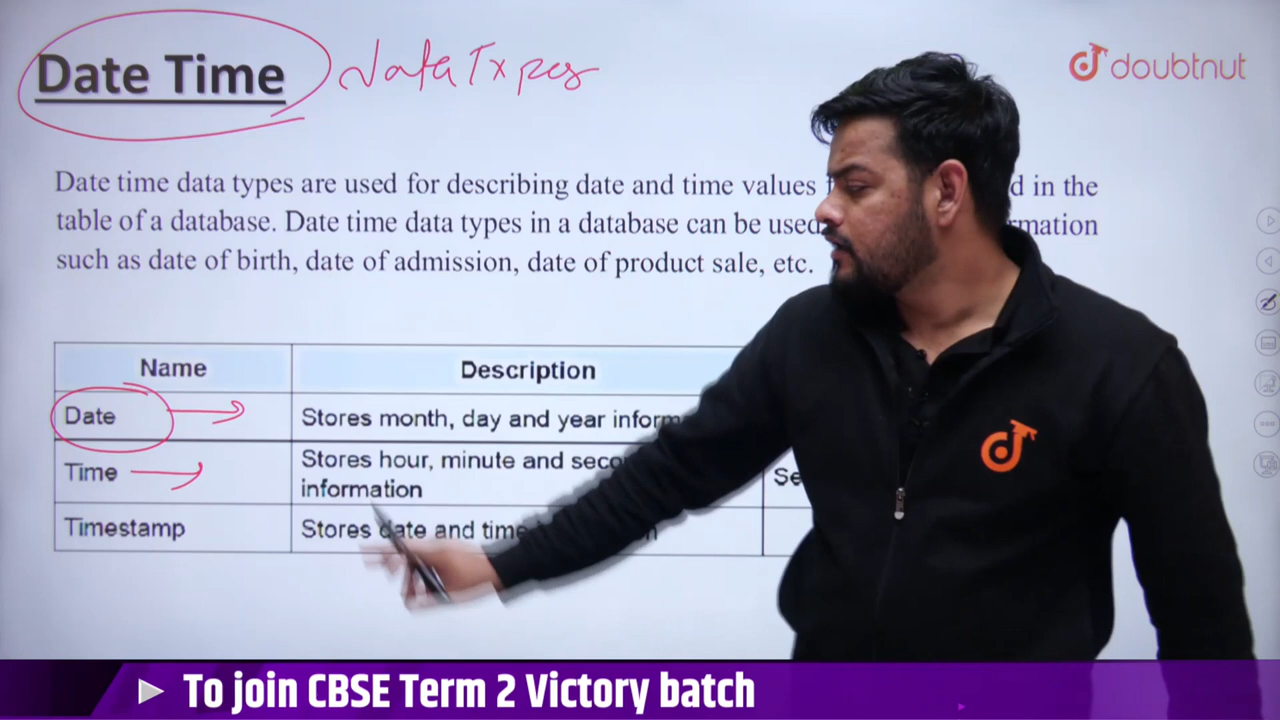 Date Time Data Types
doubtnut
Date time data types are used for describing date and time values d in the
table of a database. Date time data types in a database can be used mation
such as date of birth, date of admission, date of product sale, etc.
Name Description
Date Stores month, day and year inform
Time Stores hour, minute and seco Se
information
Timestamp Stores date and time n
To join CBSE Term 2 Victory batch